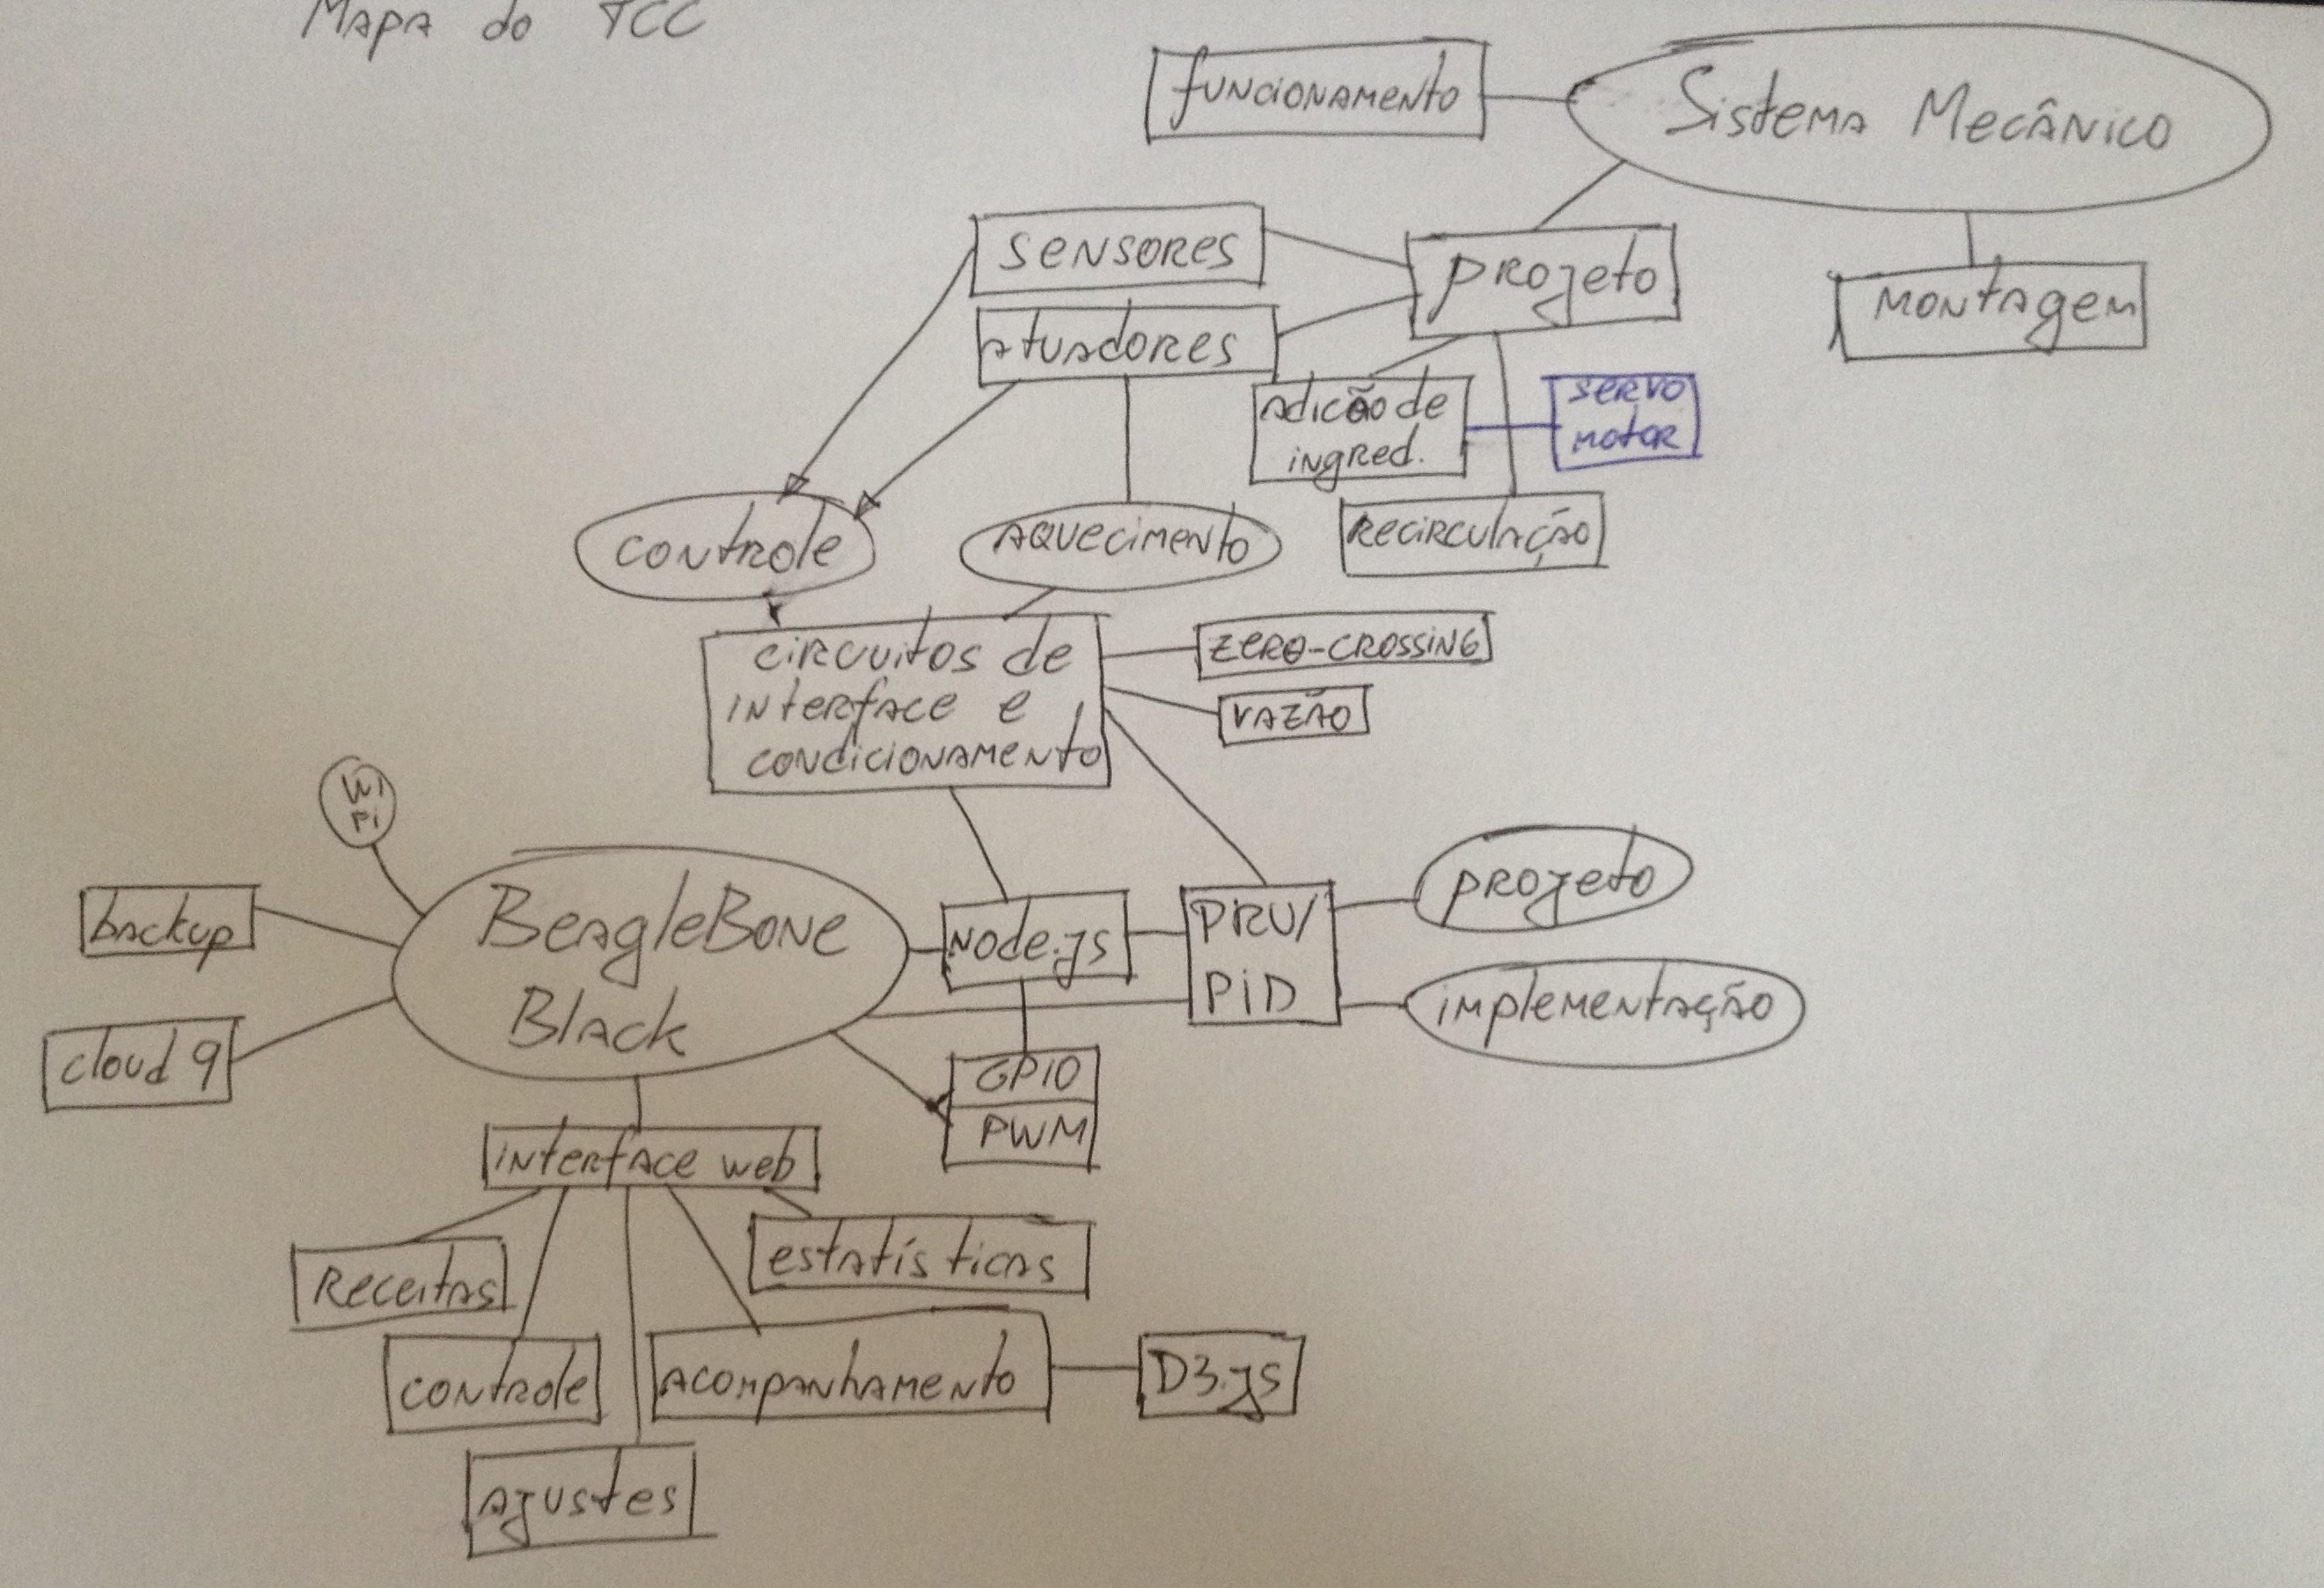 Mapa do TCC
funcionamento
Sistema Mecânico
sensores
projeto
montagem
atuadores
adição de
ingred.
servo
motor
controle
aquecimento
recirculação
circuitos de
interface e
condicionamento
zero-crossing
vazão
Wi
Fi
backup
BeagleBone
Black
node.js
PRU/
PID
projeto
implementação
cloud 9
GPIO
PWM
interface web
estatísticas
receitas
controle
acompanhamento
D3.js
ajustes